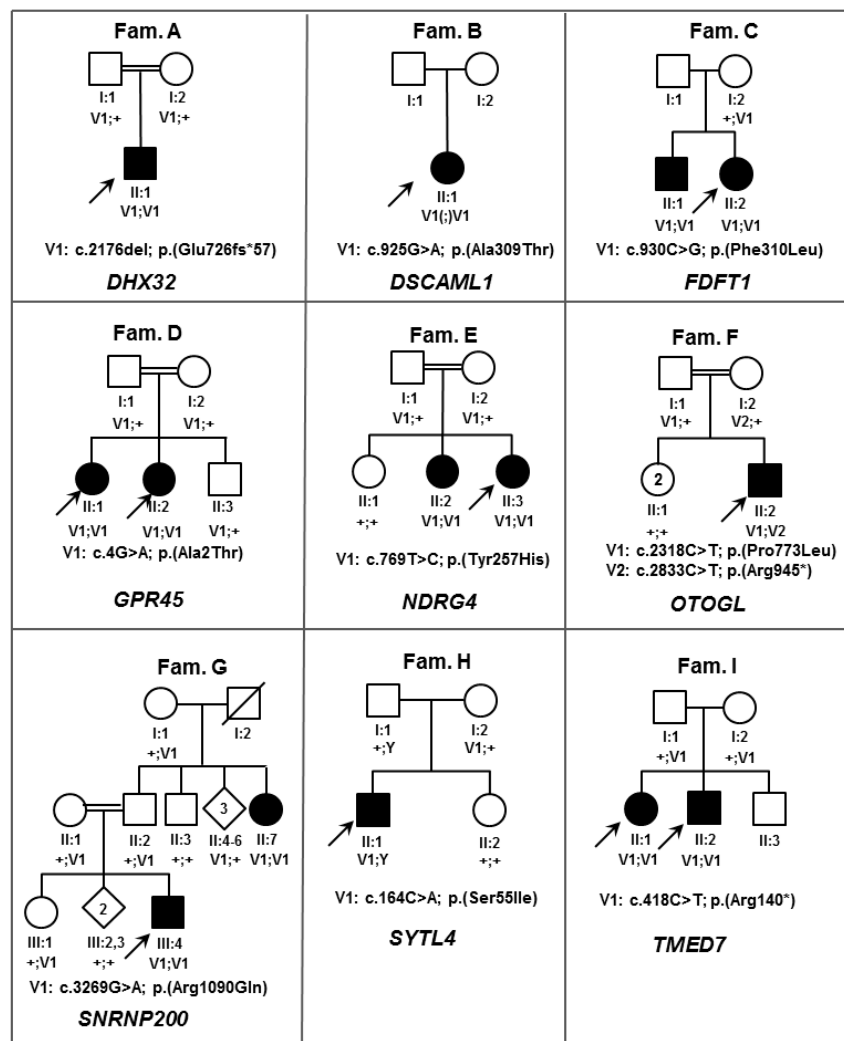 Fam. A
I:1
V1;+
I:2
V1;+
II:1
V1;V1
V1: c.2176del; p.(Glu726fs*57)
DHX32
Fam. B
I:1
I:2
II:1
V1(;)V1
V1: c.925G>A; p.(Ala309Thr)
DSCAML1
Fam. C
I:1
I:2
+;V1
II:1
V1;V1
II:2
V1;V1
V1: c.930C>G; p.(Phe310Leu)
FDFT1
Fam. D
I:1
V1;+
I:2
V1;+
II:1
V1;V1
II:2
V1;V1
II:3
V1;+
V1: c.4G>A; p.(Ala2Thr)
GPR45
Fam. E
I:1
V1;+
I:2
V1;+
II:1
+;+
II:2
V1;V1
II:3
V1;V1
V1: c.769T>C; p.(Tyr257His)
NDRG4
Fam. F
I:1
V1;+
I:2
V2;+
2
II:1
+;+
II:2
V1;V2
V1: c.2318C>T; p.(Pro773Leu)
V2: c.2833C>T; p.(Arg945*)
OTOGL
Fam. G
I:1
+;V1
I:2
II:1
+;V1
II:2
+;V1
II:3
+;+
3
II:4-6
V1;+
II:7
V1;V1
III:1
+;V1
2
III:2,3
+;+
III:4
V1;V1
V1: c.3269G>A; p.(Arg1090Gln)
SNRNP200
Fam. H
I:1
+;Y
I:2
V1;+
II:1
V1;Y
II:2
+;+
V1: c.164C>A; p.(Ser55Ile)
SYTL4
Fam. I
I:1
+;V1
I:2
+;V1
II:1
V1;V1
II:2
V1;V1
II:3
V1: c.418C>T; p.(Arg140*)
TMED7